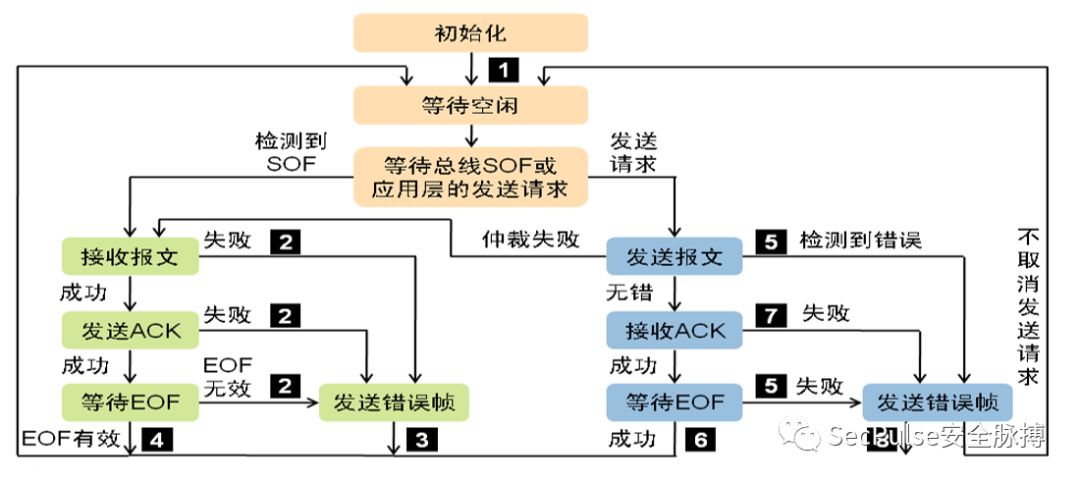 初始化
1
等待空闲
检测到
SOF
发送
请求
等待总线SOF或
应用层的发送请求
仲裁失败
接收报文
失败
2
发送报文
5
检测到错误
不取消发送请求
成功
无错
发送ACK
失败
2
接收ACK
7
失败
成功
EOF
无效
2
成功
等待EOF
发送错误帧
等待EOF
5
失败
发送错误帧
EOF有效
4
3
成功
6
8
SecPulse安全脉搏